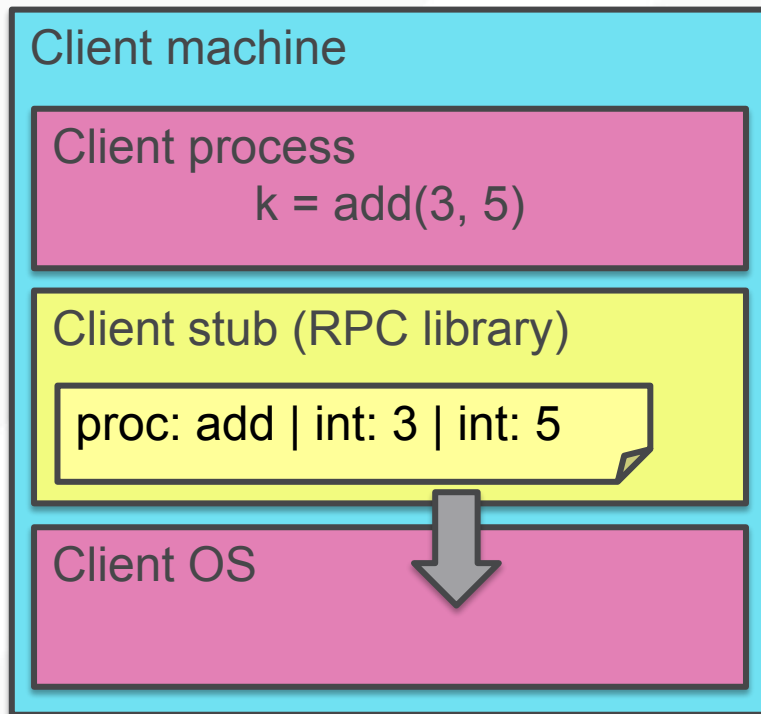 Client machine
Client process
k = add(3, 5)
Client stub (RPC library)
proc: add | int: 3 | int: 5
Client OS